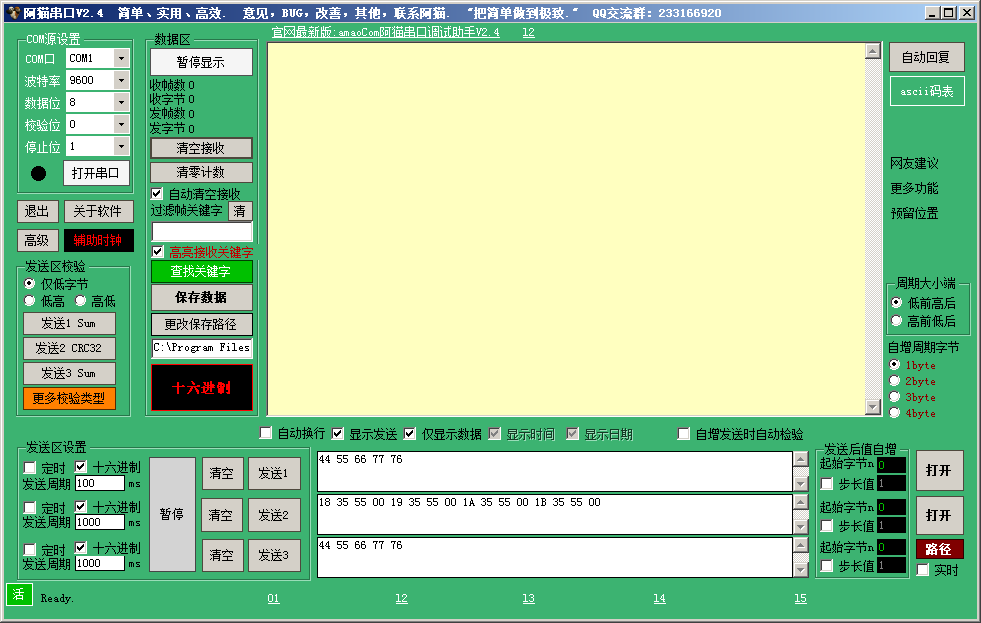 阿猫串口V2.4 简单、实用、高效. 意见,BUG,改善,其他,联系阿猫. "把简单做到极致." QQ交流群: 233166920
官网最新版:amaoCom阿猫串口调试助手V2.4 12
COM源设置
COM口 COM1
波特率 9600
数据位 8
校验位 0
停止位 1
打开串口
退出 关于软件
高级 辅助时钟
发送区校验
仅低字节
低高 高低
发送1 Sum
发送2 CRC32
发送3 Sum
更多校验类型
数据区
暂停显示
收帧数 0
收字节 0
发帧数 0
发字节 0
清空接收
清零计数
自动清空接收
过滤帧关键字 清
高亮接收关键字
查找关键字
保存数据
更改保存路径
C:\Program Files
十六进制
自动回复
ascii码表
网友建议
更多功能
预留位置
周期大小端
低前高后
高前低后
自增周期字节
1byte
2byte
3byte
4byte
自动换行 显示发送 仅显示数据 显示时间 显示日期 自增发送时自动检验
发送区设置
定时 十六进制
发送周期 100 ms
定时 十六进制
发送周期 1000 ms
定时 十六进制
发送周期 1000 ms
暂停
清空 发送1
清空 发送2
清空 发送3
44 55 66 77 76
18 35 55 00 19 35 55 00 1A 35 55 00 1B 35 55 00
44 55 66 77 76
发送后值自增
起始字节n 0
步长值 1
起始字节n 0
步长值 1
起始字节n 0
步长值 1
打开
打开
路径
实时
活 Ready. 01 12 13 14 15